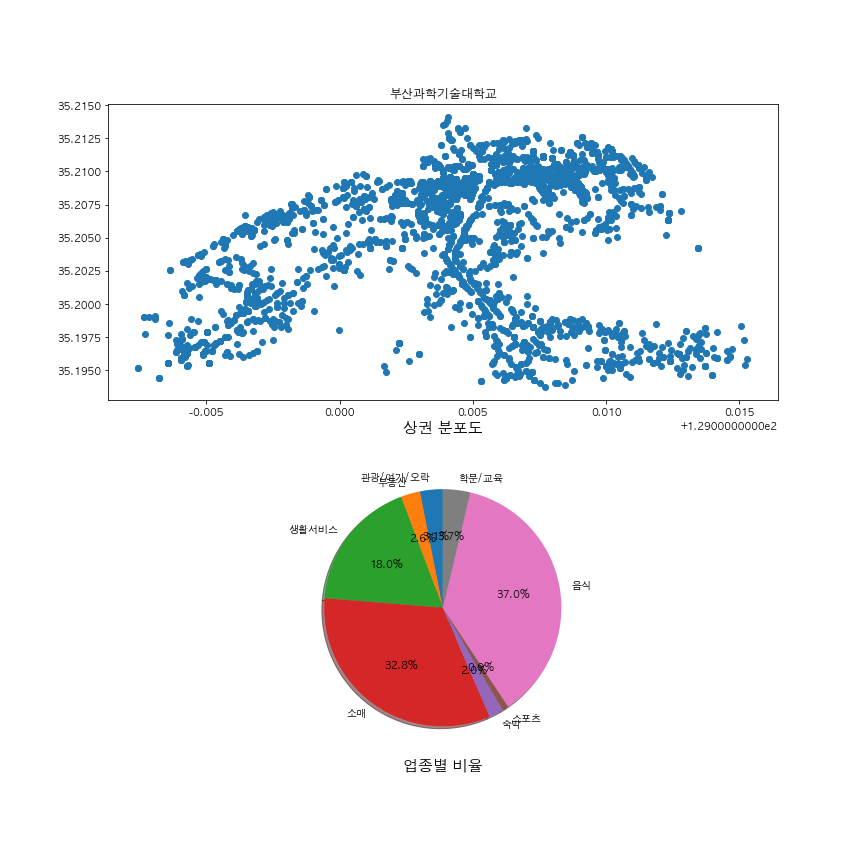 부산과학기술대학교
35.2150
35.2125
35.2100
35.2075
35.2050
35.2025
35.2000
35.1975
35.1950
-0.005 0.000 0.005 0.010 0.015
+1.2900000000e2
상권 분포도
관광/여가/오락 학문/교육
부동산
생활서비스
2.6% 3.1% 3.7%
18.0%
음식
37.0%
32.8%
2.0%
소매
스포츠
숙박
업종별 비율